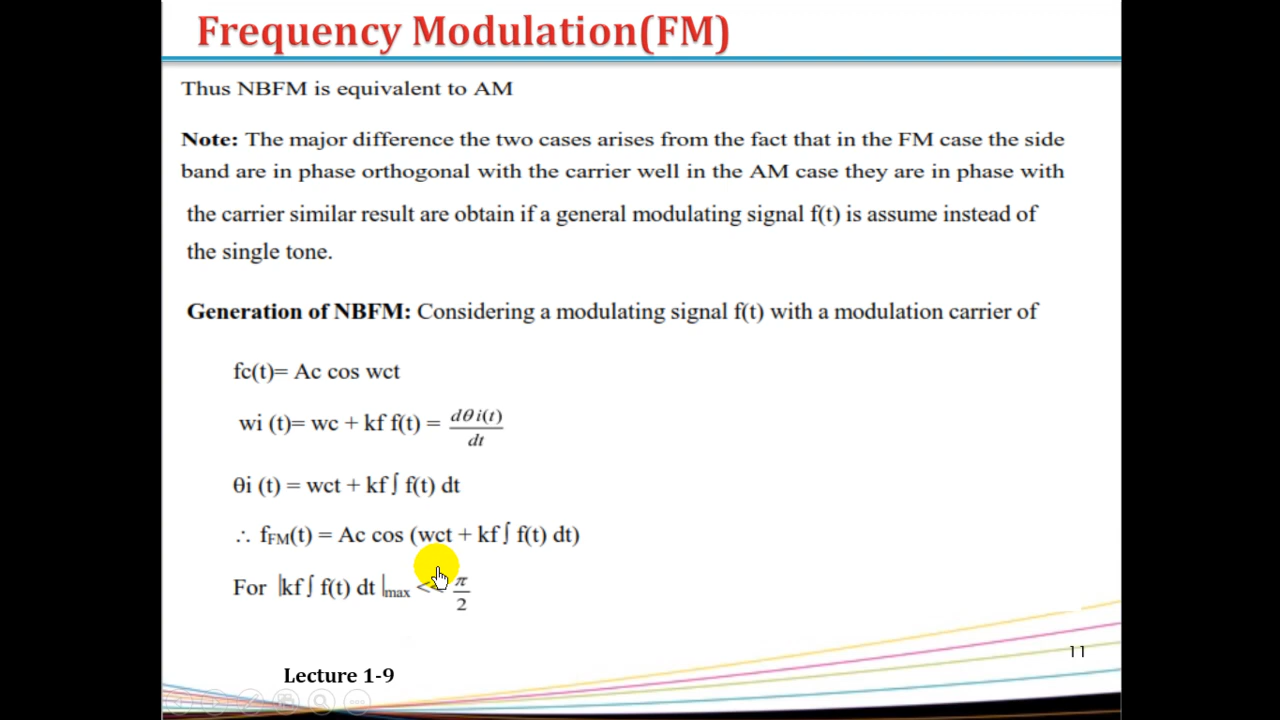 Frequency Modulation(FM)
Thus NBFM is equivalent to AM
Note: The major difference the two cases arises from the fact that in the FM case the side
band are in phase orthogonal with the carrier well in the AM case they are in phase with
the carrier similar result are obtain if a general modulating signal f(t) is assume instead of
the single tone.
Generation of NBFM: Considering a modulating signal f(t) with a modulation carrier of
fc(t)= Ac cos wct
wi (t)= wc + kf f(t) = dθi(t)/dt
θi (t) = wct + kf ∫ f(t) dt
∴ fFM(t) = Ac cos (wct + kf ∫ f(t) dt)
For |kf ∫ f(t) dt |max << π/2
11
Lecture 1-9